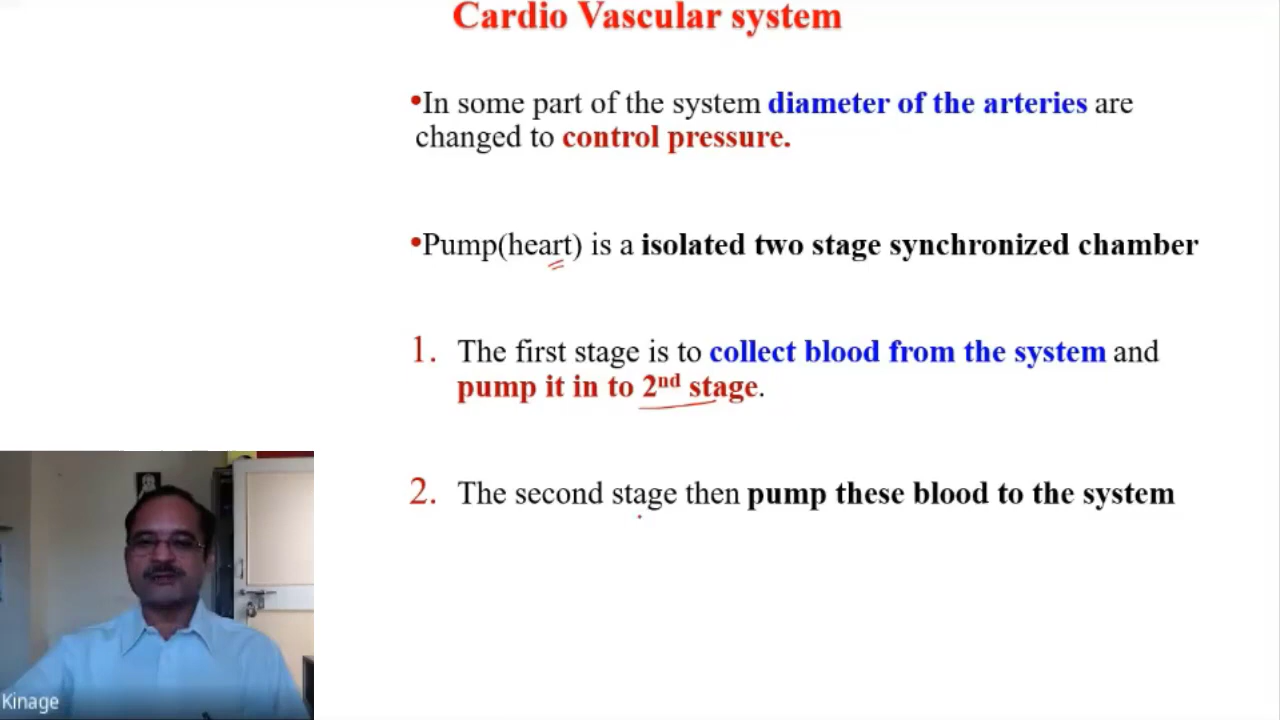 Cardio Vascular system
•In some part of the system diameter of the arteries are
changed to control pressure.
•Pump(heart) is a isolated two stage synchronized chamber
1. The first stage is to collect blood from the system and
pump it in to 2nd stage.
2. The second stage then pump these blood to the system
Kinage